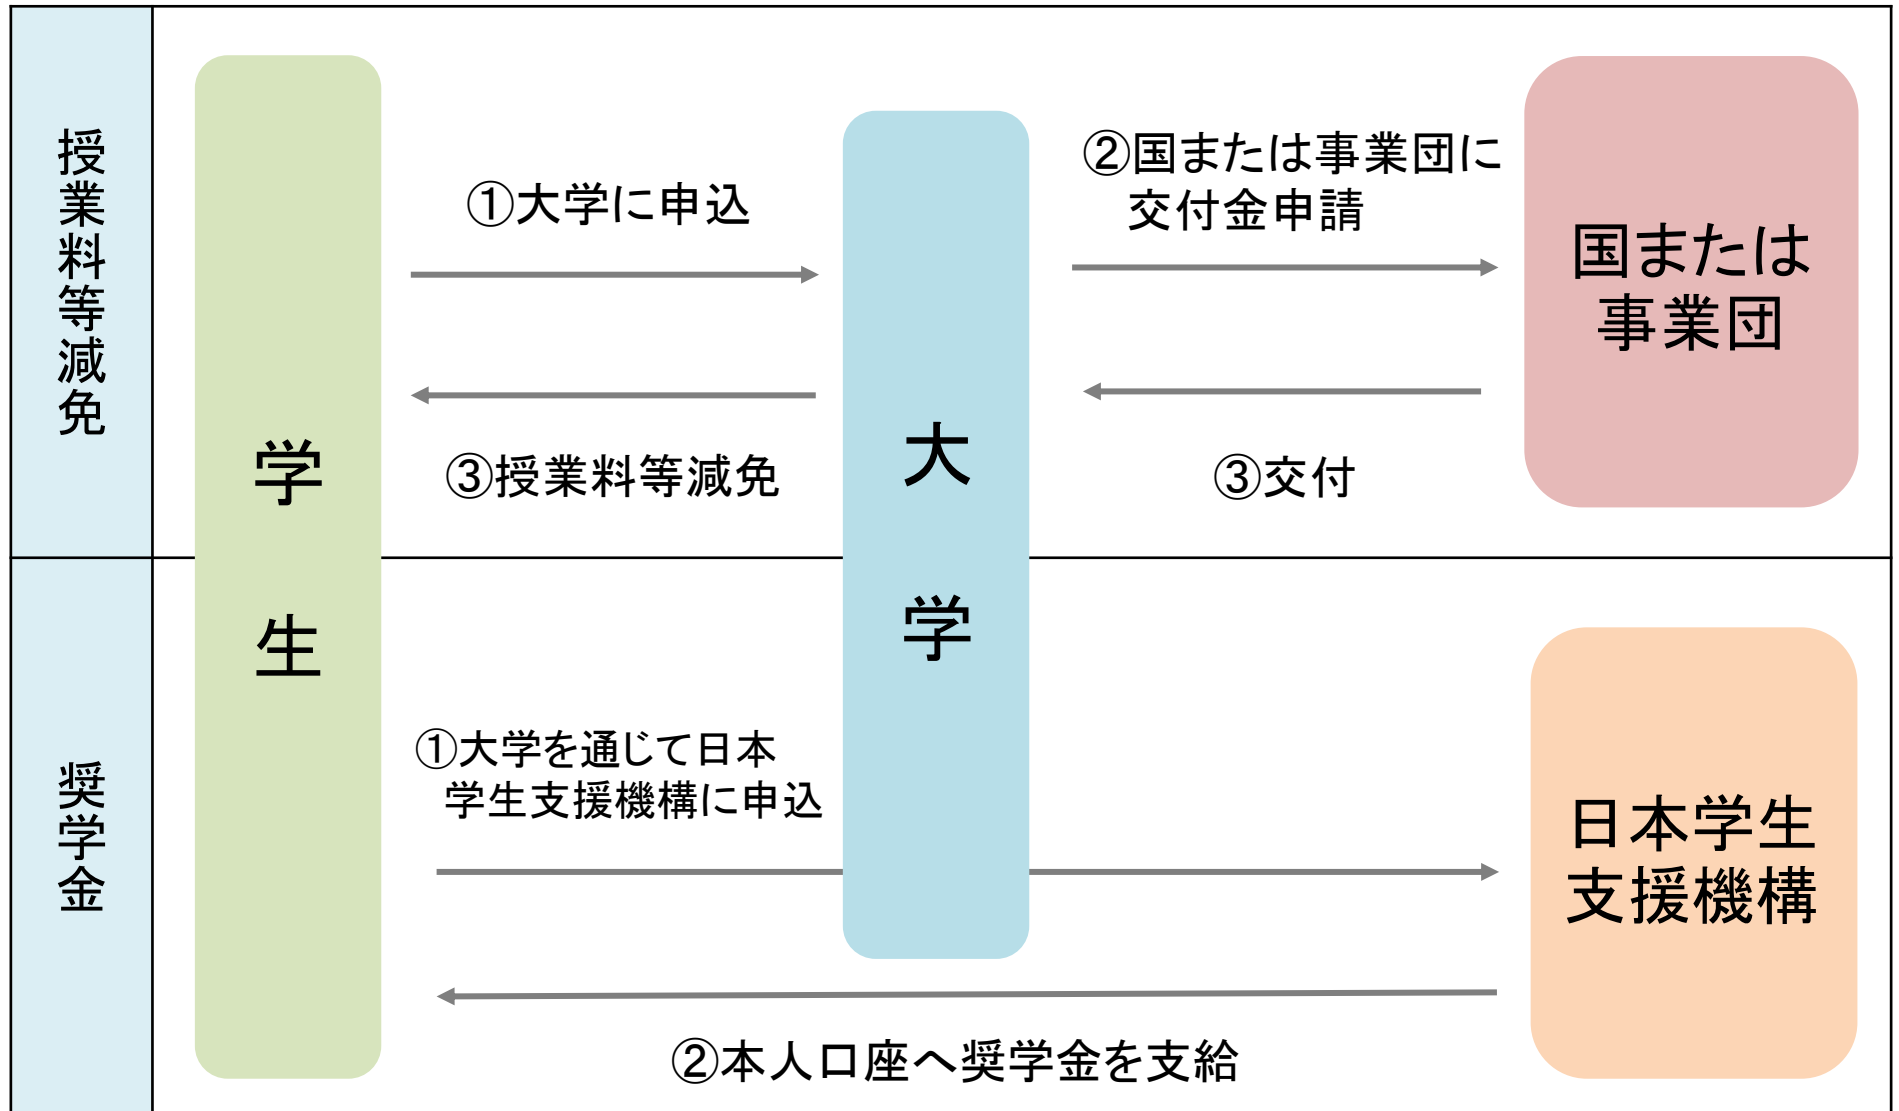 授業料等減免
学生
①大学に申込
③授業料等減免
大学
②国または事業団に
交付金申請
③交付
国または
事業団
奨学金
①大学を通じて日本
学生支援機構に申込
②本人口座へ奨学金を支給
日本学生
支援機構